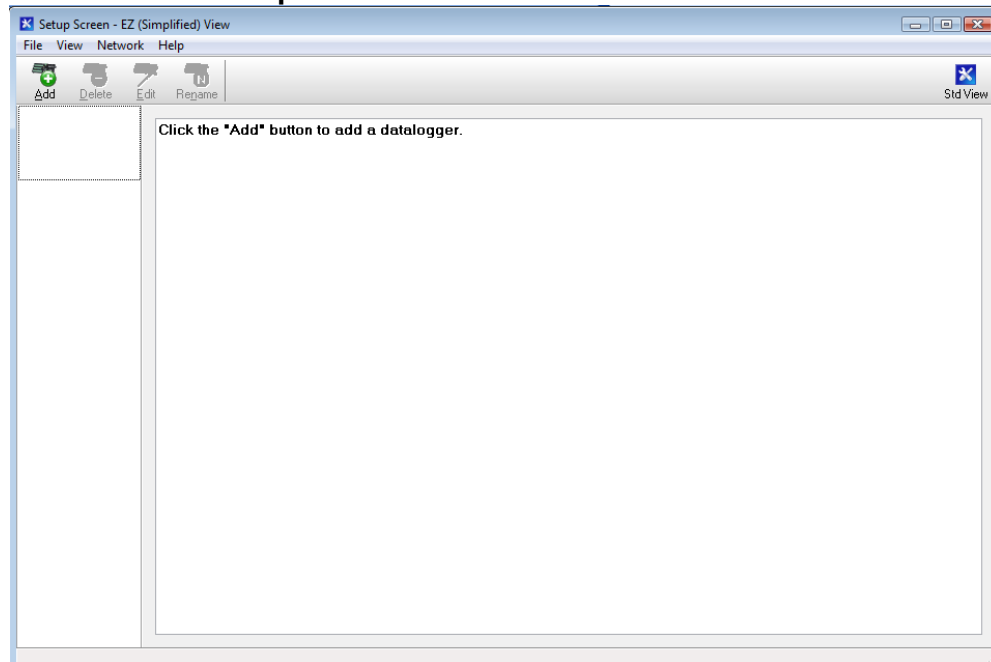 Setup Screen - EZ (Simplified) View
File View Network Help
Add Delete Edit Rename Std View
Click the "Add" button to add a datalogger.